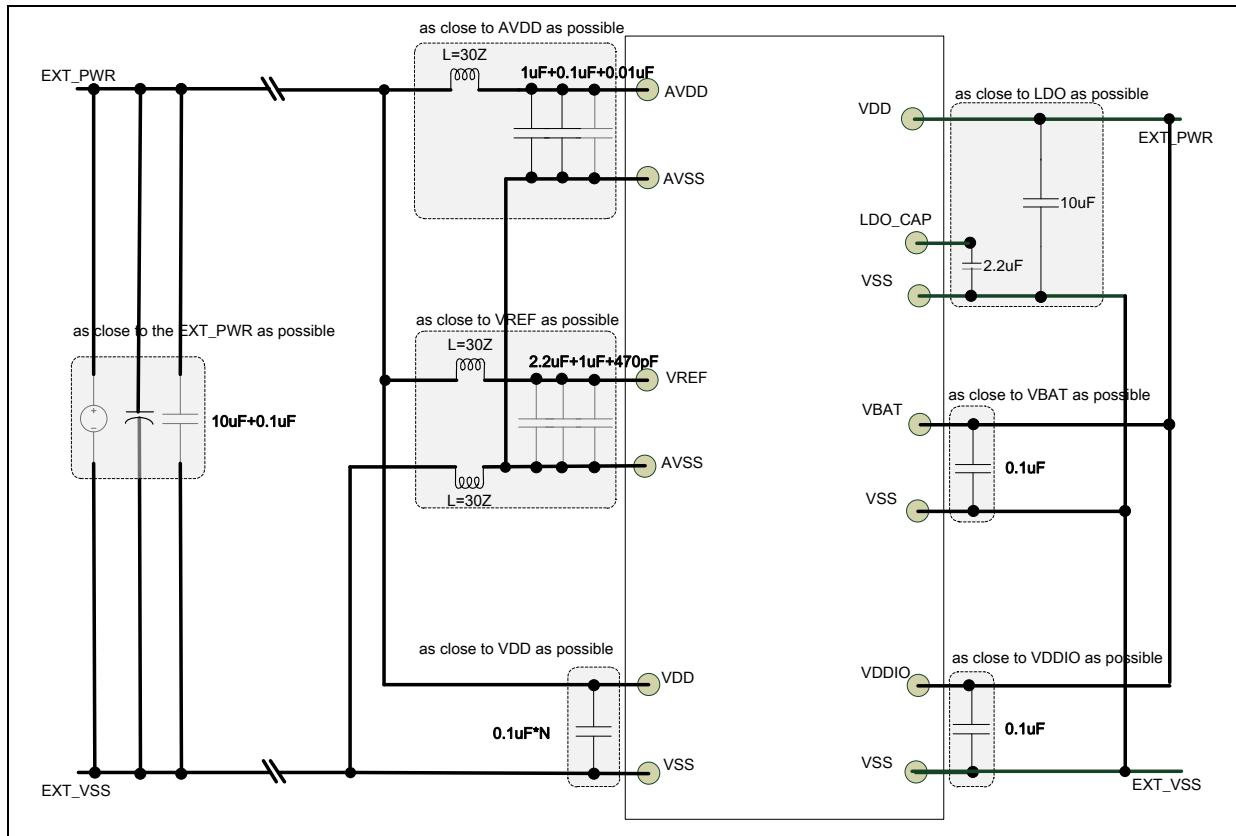 as close to AVDD as possible
L=30Z
EXT_PWR
1uF+0.1uF+0.01uF
AVDD
AVSS
as close to LDO as possible
VDD
EXT_PWR
10uF
LDO_CAP
2.2uF
VSS
as close to the EXT_PWR as possible
+
-
10uF+0.1uF
as close to VREF as possible
L=30Z
2.2uF+1uF+470pF
VREF
AVSS
L=30Z
as close to VBAT as possible
VBAT
0.1uF
VSS
as close to VDD as possible
VDD
0.1uF*N
VSS
EXT_VSS
as close to VDDIO as possible
VDDIO
0.1uF
VSS
EXT_VSS